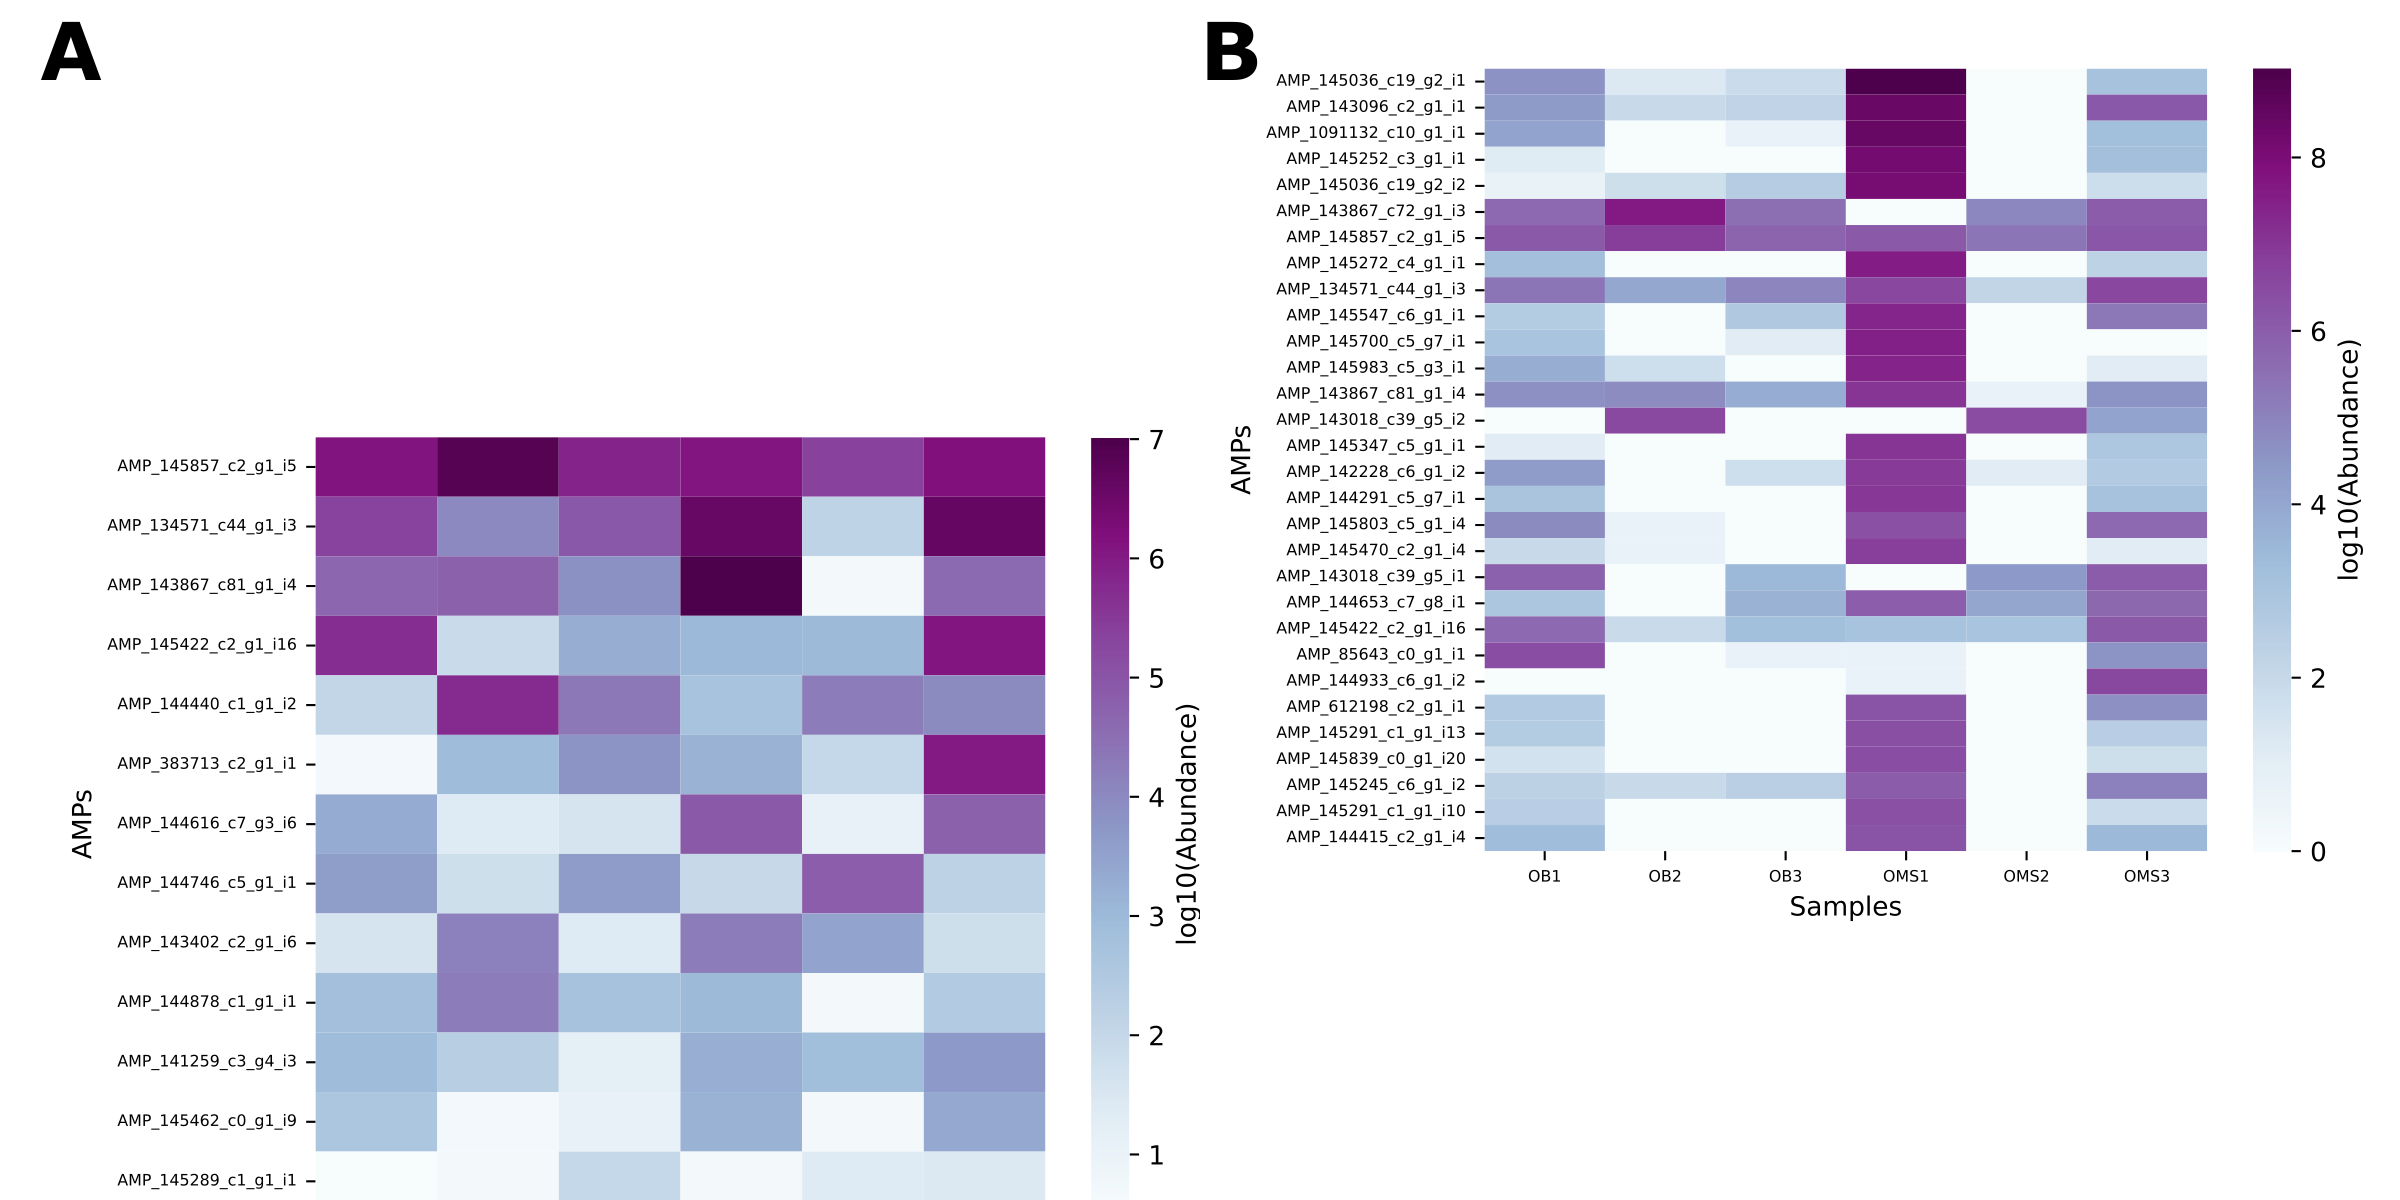 A
AMP_145857_c2_g1_i5
AMP_134571_c44_g1_i3
AMP_143867_c81_g1_i4
AMP_145422_c2_g1_i16
AMP_144440_c1_g1_i2
AMP_383713_c2_g1_i1
AMP_144616_c7_g3_i6
AMP_144746_c5_g1_i1
AMP_143402_c2_g1_i6
AMP_144878_c1_g1_i1
AMP_141259_c3_g4_i3
AMP_145462_c0_g1_i9
AMP_145289_c1_g1_i1
AMPs
7
6
5
4
3
2
1
log10(Abundance)
B
AMP_145036_c19_g2_i1
AMP_143096_c2_g1_i1
AMP_1091132_c10_g1_i1
AMP_145252_c3_g1_i1
AMP_145036_c19_g2_i2
AMP_143867_c72_g1_i3
AMP_145857_c2_g1_i5
AMP_145272_c4_g1_i1
AMP_134571_c44_g1_i3
AMP_145547_c6_g1_i1
AMP_145700_c5_g7_i1
AMP_145983_c5_g3_i1
AMP_143867_c81_g1_i4
AMP_143018_c39_g5_i2
AMP_145347_c5_g1_i1
AMP_142228_c6_g1_i2
AMP_144291_c5_g7_i1
AMP_145803_c5_g1_i4
AMP_145470_c2_g1_i4
AMP_143018_c39_g5_i1
AMP_144653_c7_g8_i1
AMP_145422_c2_g1_i16
AMP_85643_c0_g1_i1
AMP_144933_c6_g1_i2
AMP_612198_c2_g1_i1
AMP_145291_c1_g1_i13
AMP_145839_c0_g1_i20
AMP_145245_c6_g1_i2
AMP_145291_c1_g1_i10
AMP_144415_c2_g1_i4
AMPs
OB1 OB2 OB3 OMS1 OMS2 OMS3
Samples
8
6
4
2
0
log10(Abundance)